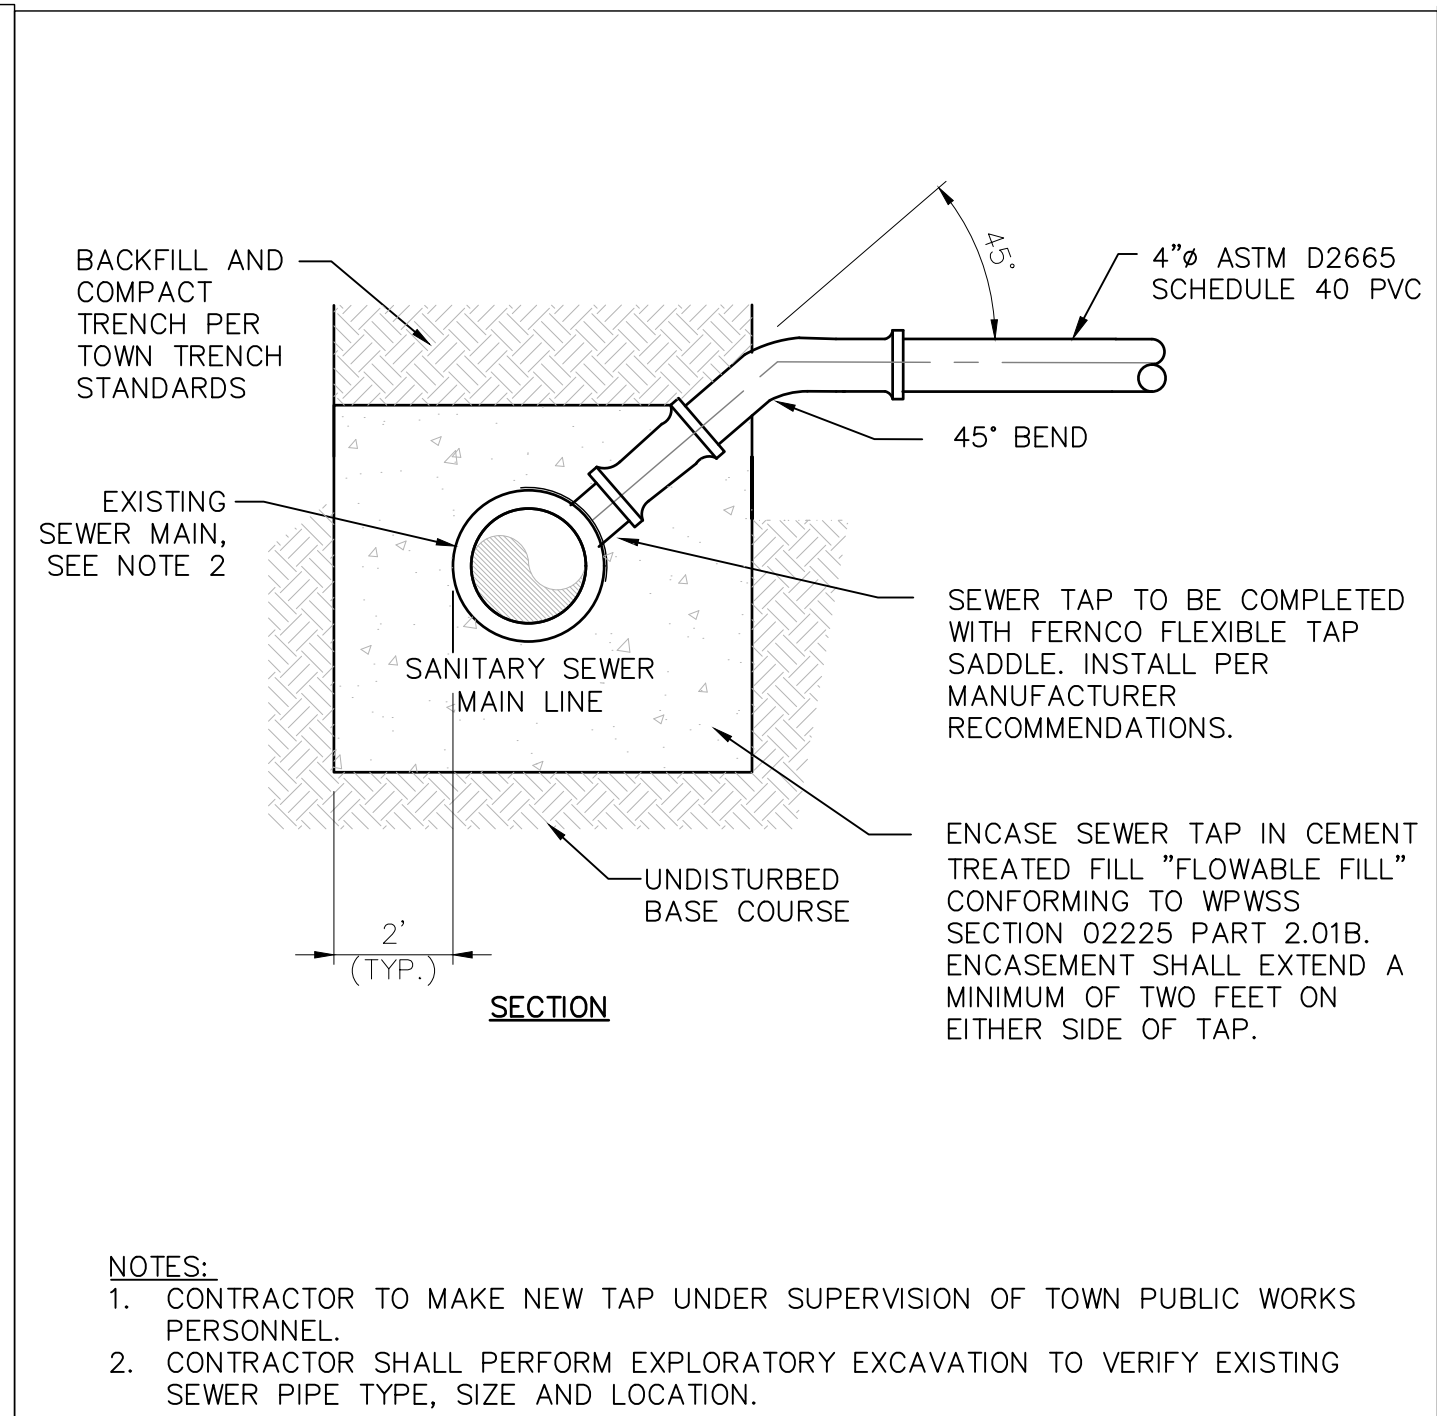 BACKFILL AND
COMPACT
TRENCH PER
TOWN TRENCH
STANDARDS
45°
4"ø ASTM D2665
SCHEDULE 40 PVC
45° BEND
EXISTING
SEWER MAIN,
SEE NOTE 2
SANITARY SEWER
MAIN LINE
SEWER TAP TO BE COMPLETED
WITH FERNCO FLEXIBLE TAP
SADDLE. INSTALL PER
MANUFACTURER
RECOMMENDATIONS.
ENCASE SEWER TAP IN CEMENT
TREATED FILL "FLOWABLE FILL"
CONFORMING TO WPWSS
SECTION 02225 PART 2.01B.
ENCASEMENT SHALL EXTEND A
MINIMUM OF TWO FEET ON
EITHER SIDE OF TAP.
UNDISTURBED
BASE COURSE
2'
(TYP.)
SECTION
NOTES:
1. CONTRACTOR TO MAKE NEW TAP UNDER SUPERVISION OF TOWN PUBLIC WORKS
PERSONNEL.
2. CONTRACTOR SHALL PERFORM EXPLORATORY EXCAVATION TO VERIFY EXISTING
SEWER PIPE TYPE, SIZE AND LOCATION.